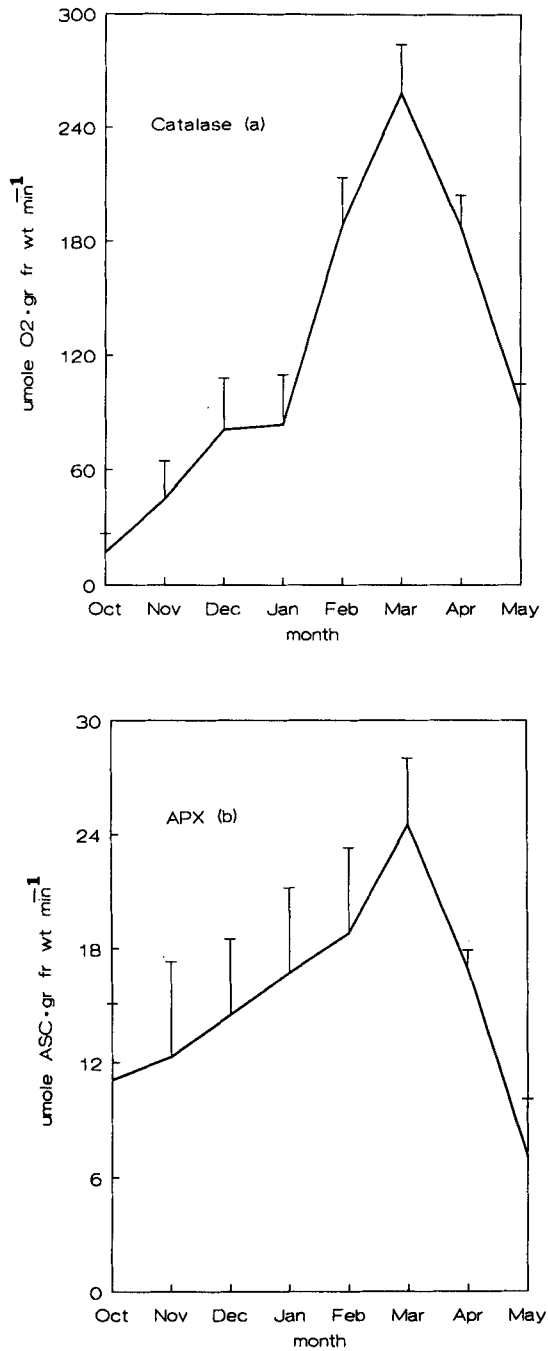 300
240
180
120
60
0
Catalase (a)
umole O2·gr fr wt min⁻¹
Oct Nov Dec Jan Feb Mar Apr May
month
30
24
18
12
6
0
APX (b)
umole ASC·gr fr wt min⁻¹
Oct Nov Dec Jan Feb Mar Apr May
month